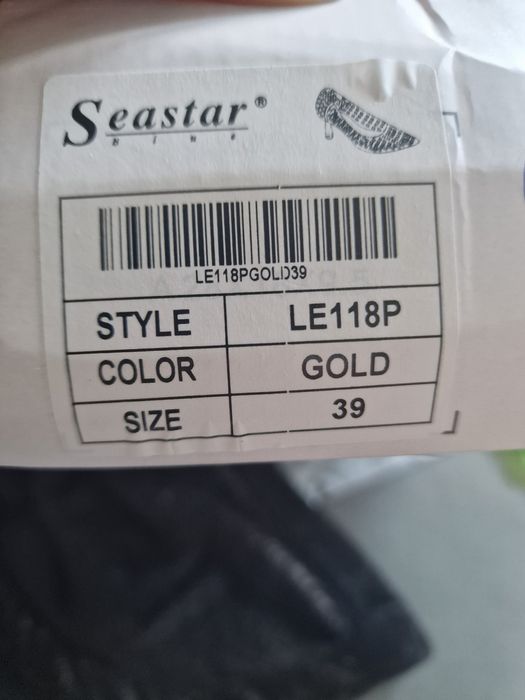 Seastar®
LE118PGOLD39
STYLE LE118P
COLOR GOLD
SIZE 39